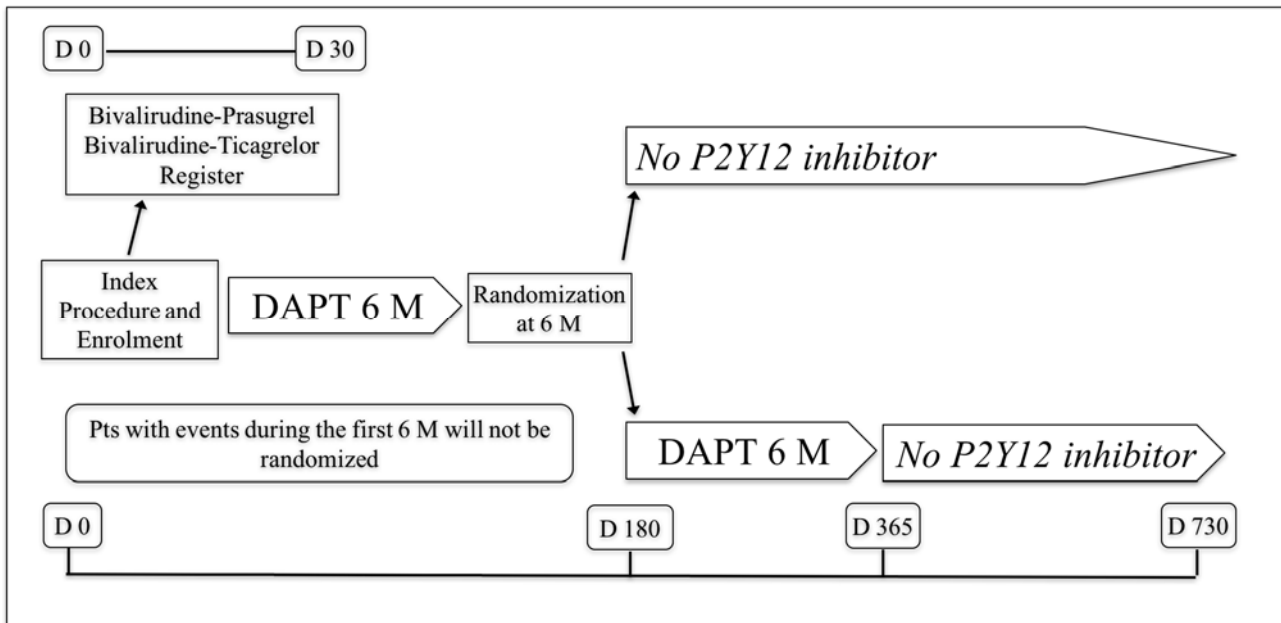 D 0
D 30
Bivalirudine-Prasugrel
Bivalirudine-Ticagrelor
Register
No P2Y12 inhibitor
Index
Procedure and
Enrolment
DAPT 6 M
Randomization
at 6 M
Pts with events during the first 6 M will not be
randomized
DAPT 6 M
No P2Y12 inhibitor
D 0
D 180
D 365
D 730